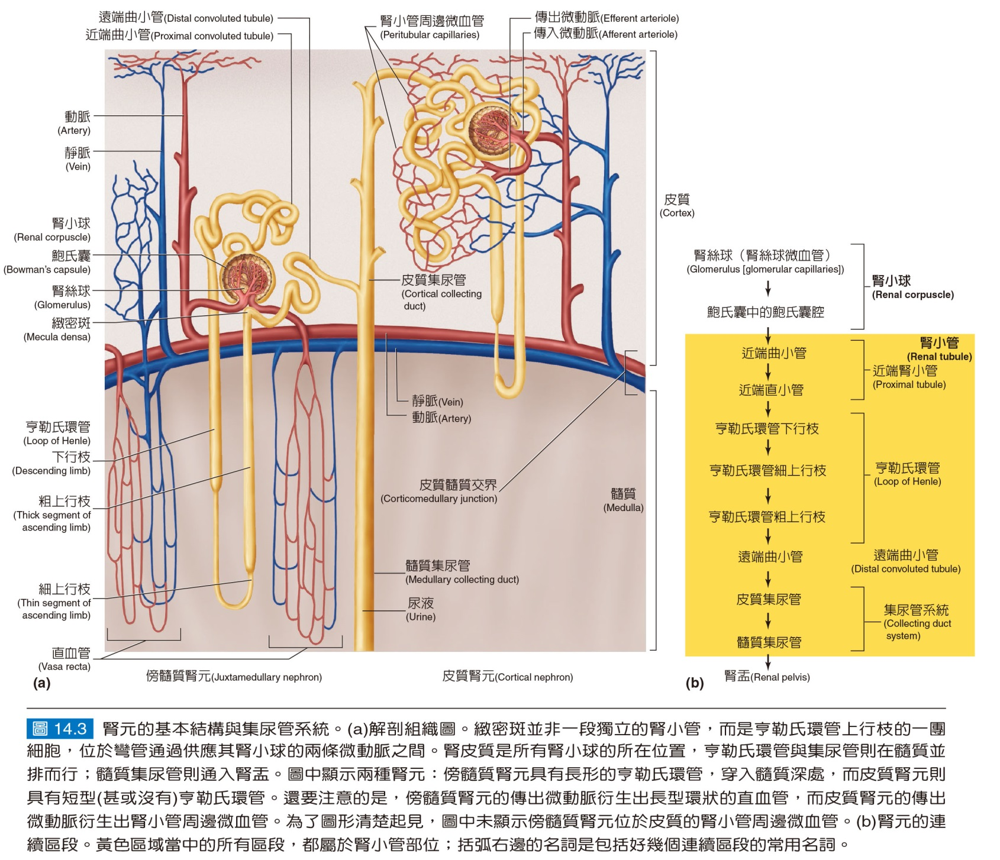 遠端曲小管(Distal convoluted tubule)
近端曲小管(Proximal convoluted tubule)
腎小管周邊微血管
(Peritubular capillaries)
傳出微動脈(Efferent arteriole)
傳入微動脈(Afferent arteriole)
動脈
(Artery)
靜脈
(Vein)
腎小球
(Renal corpuscle)
鮑氏囊
(Bowman's capsule)
腎絲球
(Glomerulus)
緻密斑
(Mecula densa)
亨勒氏環管
(Loop of Henle)
下行枝
(Descending limb)
粗上行枝
(Thick segment of
ascending limb)
細上行枝
(Thin segment of
ascending limb)
直血管
(Vasa recta)
皮質集尿管
(Cortical collecting
duct)
靜脈(Vein)
動脈(Artery)
皮質髓質交界
(Corticomedullary junction)
髓質集尿管
(Medullary collecting duct)
尿液
(Urine)
皮質
(Cortex)
髓質
(Medulla)
(a)
傍髓質腎元(Juxtamedullary nephron)
皮質腎元(Cortical nephron)
腎絲球（腎絲球微血管）
(Glomerulus [glomerular capillaries])
鮑氏囊中的鮑氏囊腔
腎小球
(Renal corpuscle)
腎小管
(Renal tubule)
近端曲小管
近端直小管
近端腎小管
(Proximal tubule)
亨勒氏環管下行枝
亨勒氏環管細上行枝
亨勒氏環管粗上行枝
亨勒氏環管
(Loop of Henle)
遠端曲小管
遠端曲小管
(Distal convoluted tubule)
皮質集尿管
髓質集尿管
集尿管系統
(Collecting duct
system)
(b)
腎盂(Renal pelvis)
圖 14.3 腎元的基本結構與集尿管系統。(a)解剖組織圖。緻密斑並非一段獨立的腎小管，而是亨勒氏環管上行枝的一團
細胞，位於彎管通過供應其腎小球的兩條微動脈之間。腎皮質是所有腎小球的所在位置，亨勒氏環管與集尿管則在髓質並
排而行；髓質集尿管則通入腎盂。圖中顯示兩種腎元：傍髓質腎元具有長形的亨勒氏環管，穿入髓質深處，而皮質腎元則
具有短型(甚或沒有)亨勒氏環管。還要注意的是，傍髓質腎元的傳出微動脈衍生出長型環狀的直血管，而皮質腎元的傳出
微動脈衍生出腎小管周邊微血管。為了圖形清楚起見，圖中未顯示傍髓質腎元位於皮質的腎小管周邊微血管。(b)腎元的連
續區段。黃色區域當中的所有區段，都屬於腎小管部位；括弧右邊的名詞是包括好幾個連續區段的常用名詞。